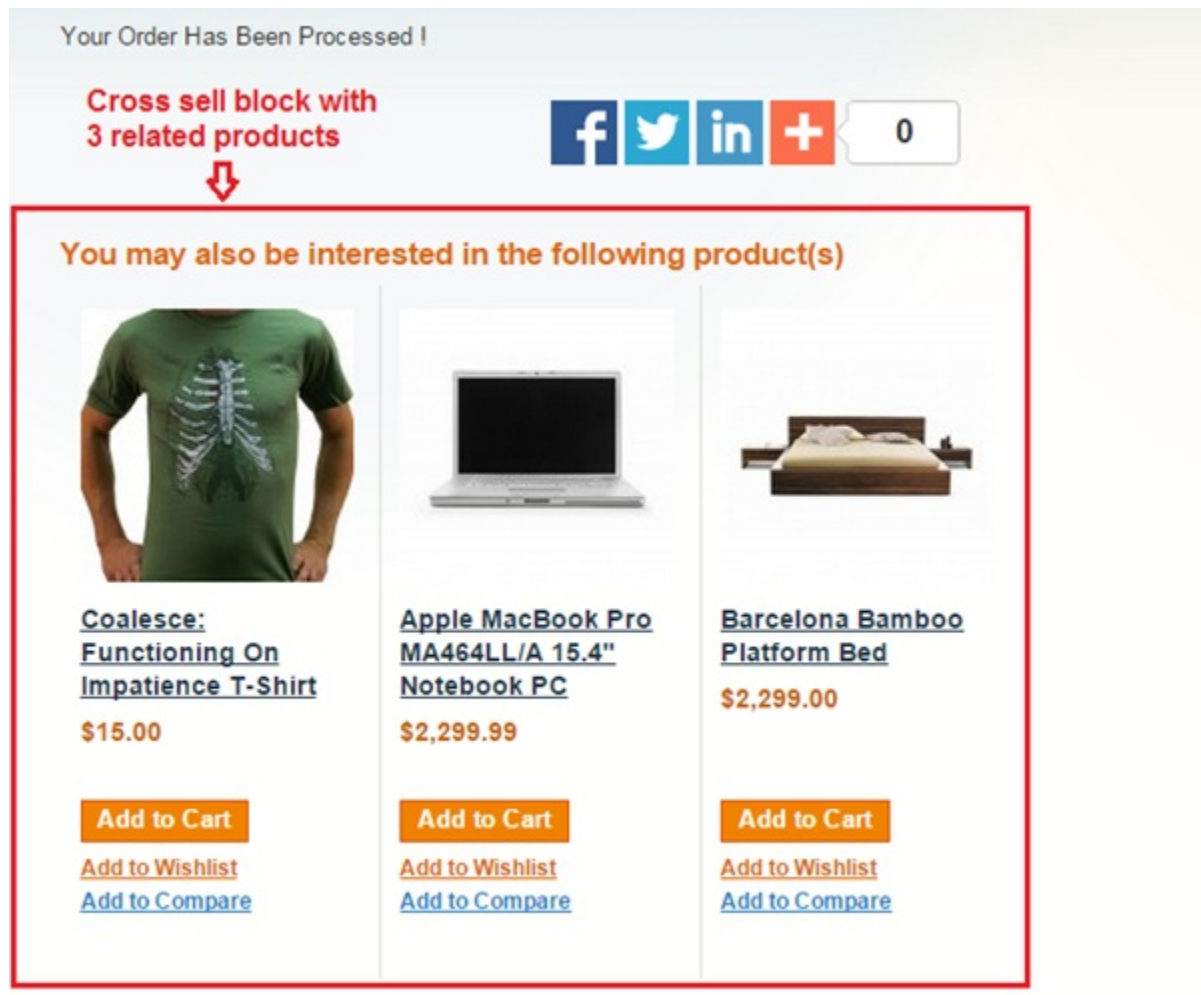 Your Order Has Been Processed !
Cross sell block with
3 related products
f
in
+
0
You may also be interested in the following product(s)
Coalesce:
Functioning On
Impatience T-Shirt
$15.00
Add to Cart
Add to Wishlist
Add to Compare
Apple MacBook Pro
MA464LL/A 15.4"
Notebook PC
$2,299.99
Add to Cart
Add to Wishlist
Add to Compare
Barcelona Bamboo
Platform Bed
$2,299.00
Add to Cart
Add to Wishlist
Add to Compare